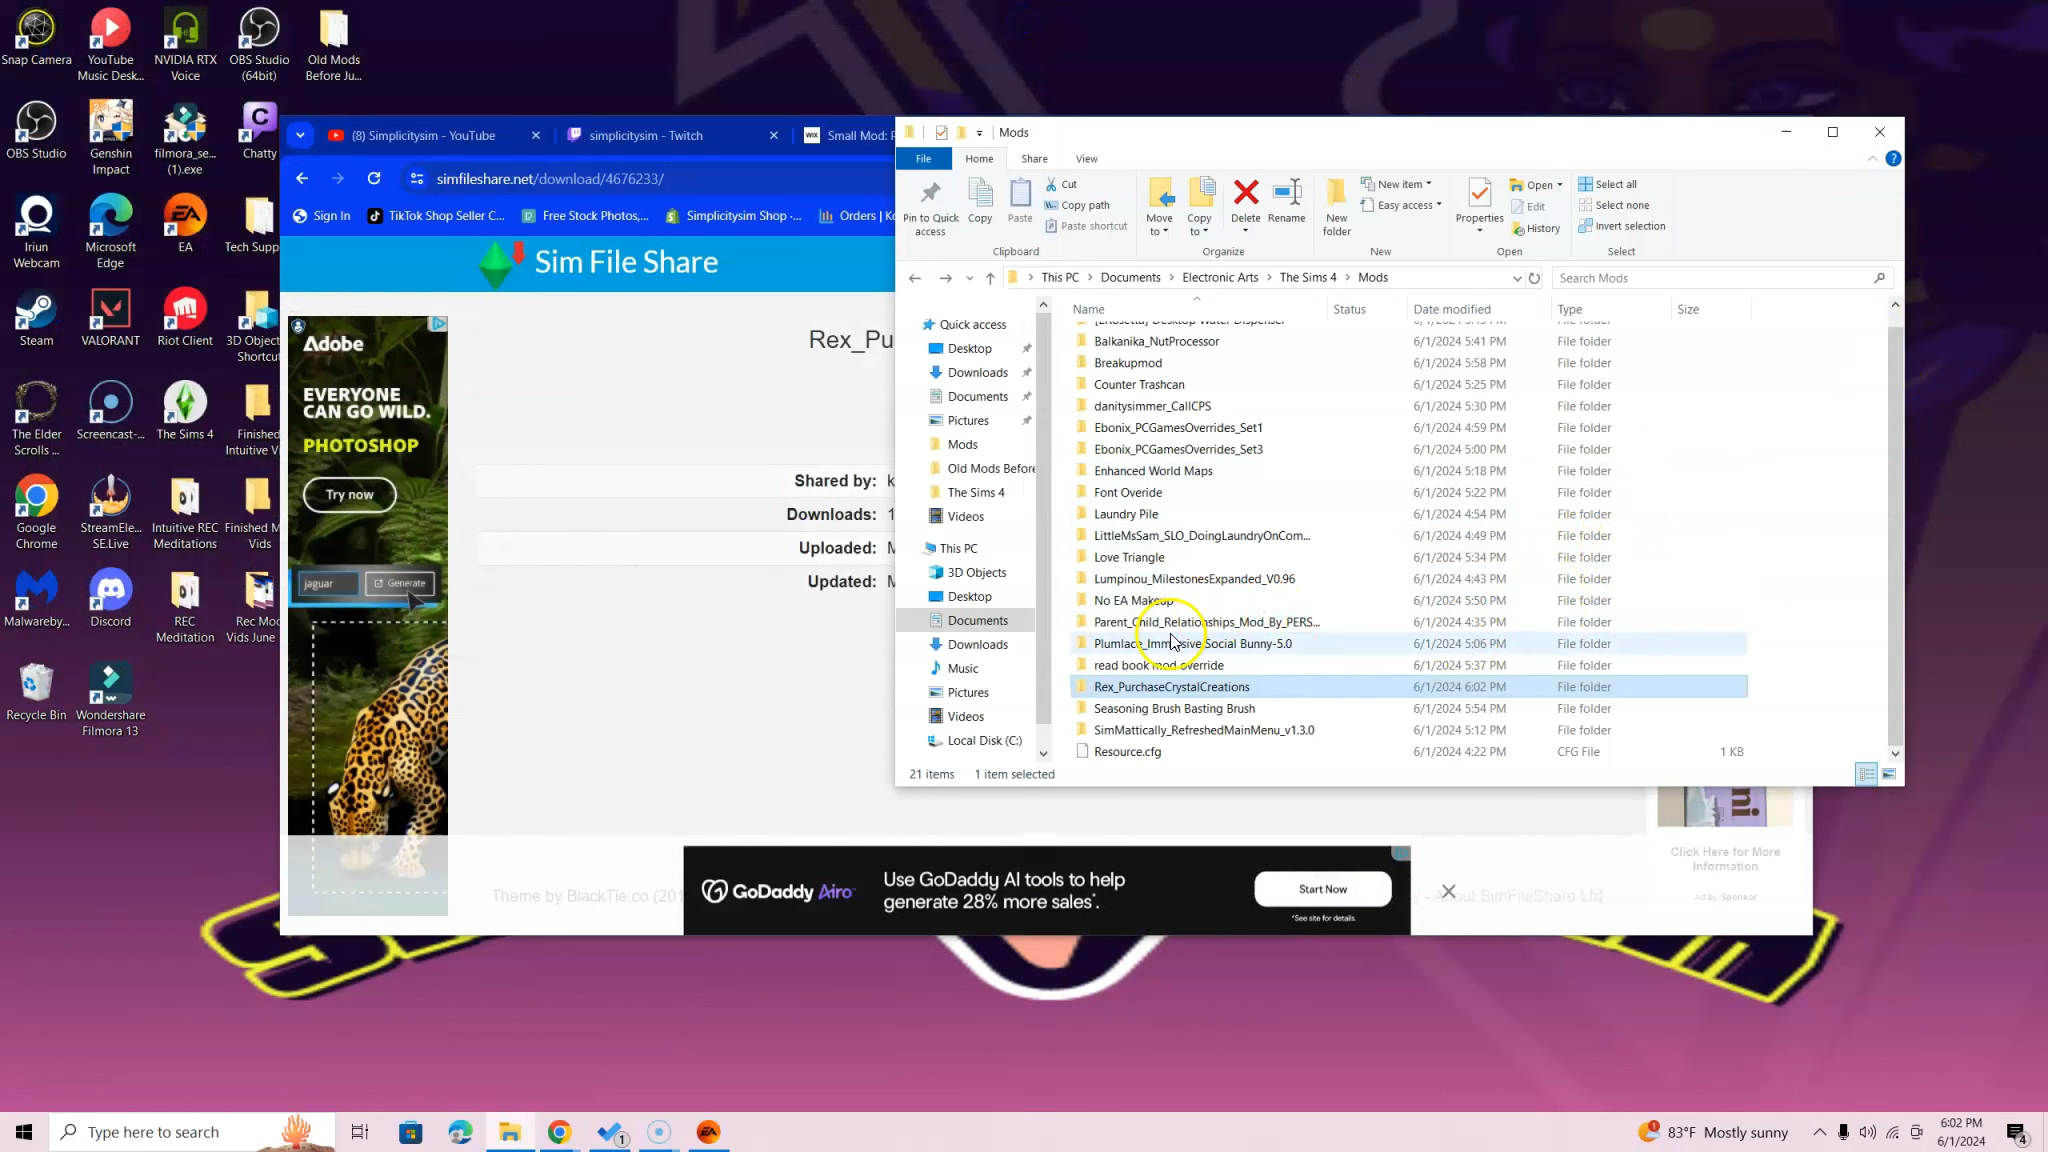 Snap Camera
YouTube Music Desk...
NVIDIA RTX Voice
OBS Studio (64bit)
Old Mods Before Ju...
OBS Studio
Genshin Impact
filmora_se... (1).exe
Chatty
Iriun Webcam
Microsoft Edge
EA
Tech Supp
Steam
VALORANT
Riot Client
3D Objec
Shortcu
The Elder Scrolls ...
Screencast-...
The Sims 4
Finished
Intuitive V
Google Chrome
StreamEle... SE.Live
Intuitive REC Meditations
Finished M
Vids
Malwareby...
Discord
REC Meditation
Rec Mo
Vids June
Recycle Bin
Wondershare Filmora 13
(8) Simplicitysim - YouTube
simplicitysim - Twitch
WIX
Small Mod:
simfileshare.net/download/4676233/
Sign In
TikTok Shop Seller C...
Free Stock Photos,...
Simplicitysim Shop -...
Orders | Ko
Sim File Share
Rex_Pu
Shared by:
Downloads:
Uploaded:
Updated:
Adobe
EVERYONE
CAN GO WILD.
PHOTOSHOP
Try now
jaguar
Generate
Mods
File
Home
Share
View
Pin to Quick access
Copy
Paste
Cut
Copy path
Paste shortcut
Clipboard
Move to
Copy to
Delete
Rename
Organize
New folder
New item
Easy access
New
Properties
Open
Edit
History
Open
Select all
Select none
Invert selection
Select
This PC > Documents > Electronic Arts > The Sims 4 > Mods
Search Mods
Quick access
Desktop
Downloads
Documents
Pictures
Mods
Old Mods Before
The Sims 4
Videos
This PC
3D Objects
Desktop
Documents
Downloads
Music
Pictures
Videos
Local Disk (C:)
Name Status Date modified Type Size
Balkanika_NutProcessor 6/1/2024 5:41 PM File folder
Breakupmod 6/1/2024 5:58 PM File folder
Counter Trashcan 6/1/2024 5:25 PM File folder
danitysimmer_CallCPS 6/1/2024 5:30 PM File folder
Ebonix_PCGamesOverrides_Set1 6/1/2024 4:59 PM File folder
Ebonix_PCGamesOverrides_Set3 6/1/2024 5:00 PM File folder
Enhanced World Maps 6/1/2024 5:18 PM File folder
Font Overide 6/1/2024 5:22 PM File folder
Laundry Pile 6/1/2024 4:54 PM File folder
LittleMsSam_SLO_DoingLaundryOnCom... 6/1/2024 4:49 PM File folder
Love Triangle 6/1/2024 5:34 PM File folder
Lumpinou_MilestonesExpanded_V0.96 6/1/2024 4:43 PM File folder
No EA Makeup 6/1/2024 5:50 PM File folder
Parent_Child_Relationships_Mod_By_PERS... 6/1/2024 4:35 PM File folder
Plumlace_Immersive Social Bunny-5.0 6/1/2024 5:06 PM File folder
read book mod override 6/1/2024 5:37 PM File folder
Rex_PurchaseCrystalCreations 6/1/2024 6:02 PM File folder
Seasoning Brush Basting Brush 6/1/2024 5:54 PM File folder
SimMattically_RefreshedMainMenu_v1.3.0 6/1/2024 5:12 PM File folder
Resource.cfg 6/1/2024 4:22 PM CFG File 1 KB
21 items 1 item selected
Click Here for More
Information
Ad by Sponsor
Theme by BlackTie.co (201
About SimFileShare Ltd
GoDaddy Airo
Use GoDaddy AI tools to help
generate 28% more sales*.
Start Now
*See site for details.
Type here to search
1
83°F Mostly sunny
6:02 PM
6/1/2024
4